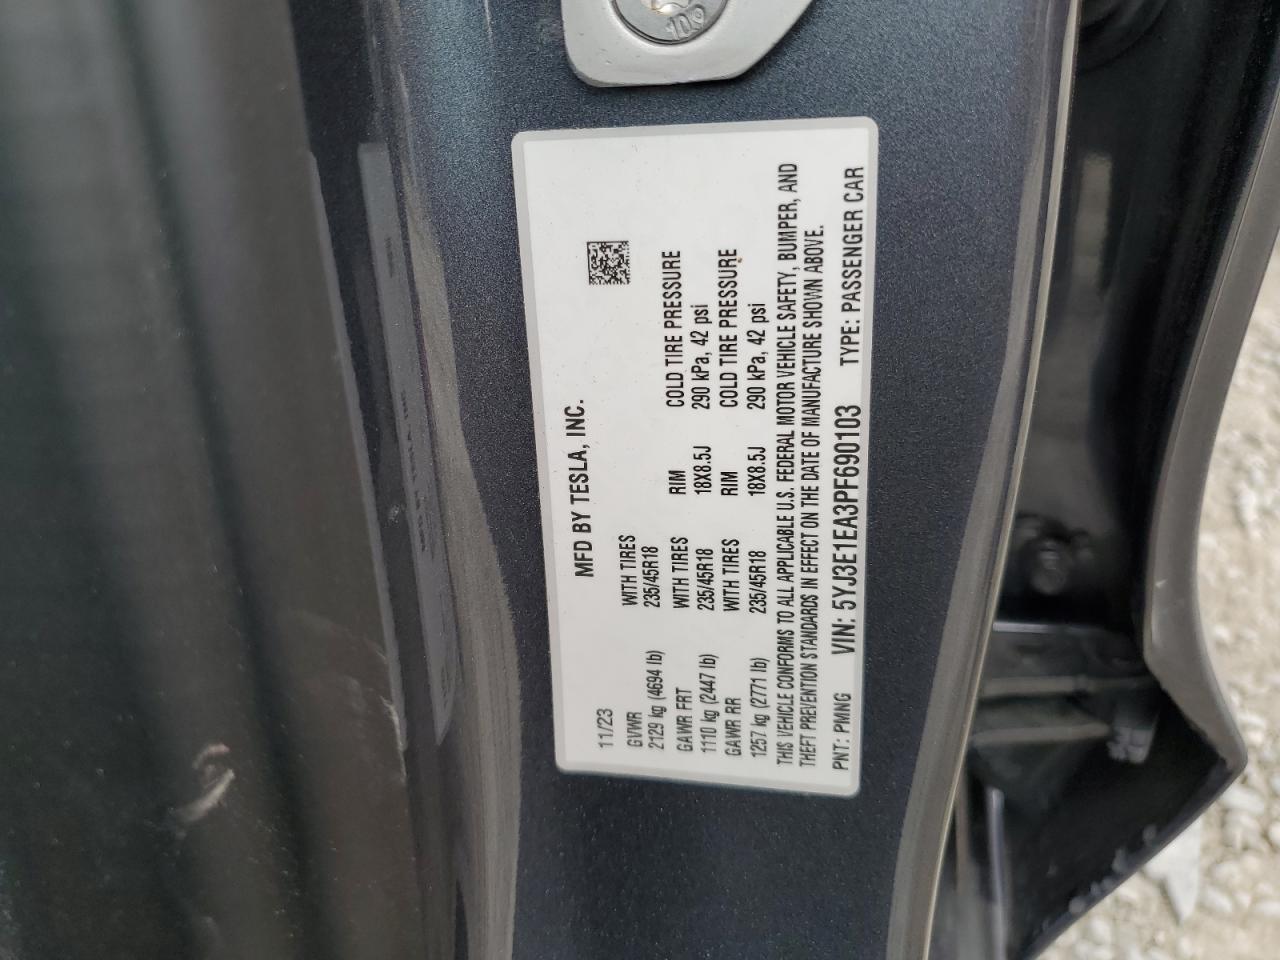 10.9
MFD BY TESLA, INC.
11/23
GVWR WITH TIRES
2129 kg (4694 lb) 235/45R18
GAWR FRT WITH TIRES RIM COLD TIRE PRESSURE
1110 kg (2447 lb) 235/45R18 18X8.5J 290 kPa, 42 psi
GAWR RR WITH TIRES RIM COLD TIRE PRESSURE
1257 kg (2771 lb) 235/45R18 18X8.5J 290 kPa, 42 psi
THIS VEHICLE CONFORMS TO ALL APPLICABLE U.S. FEDERAL MOTOR VEHICLE SAFETY, BUMPER, AND
THEFT PREVENTION STANDARDS IN EFFECT ON THE DATE OF MANUFACTURE SHOWN ABOVE.
PNT: PMNG VIN: 5YJ3E1EA3PF690103 TYPE: PASSENGER CAR